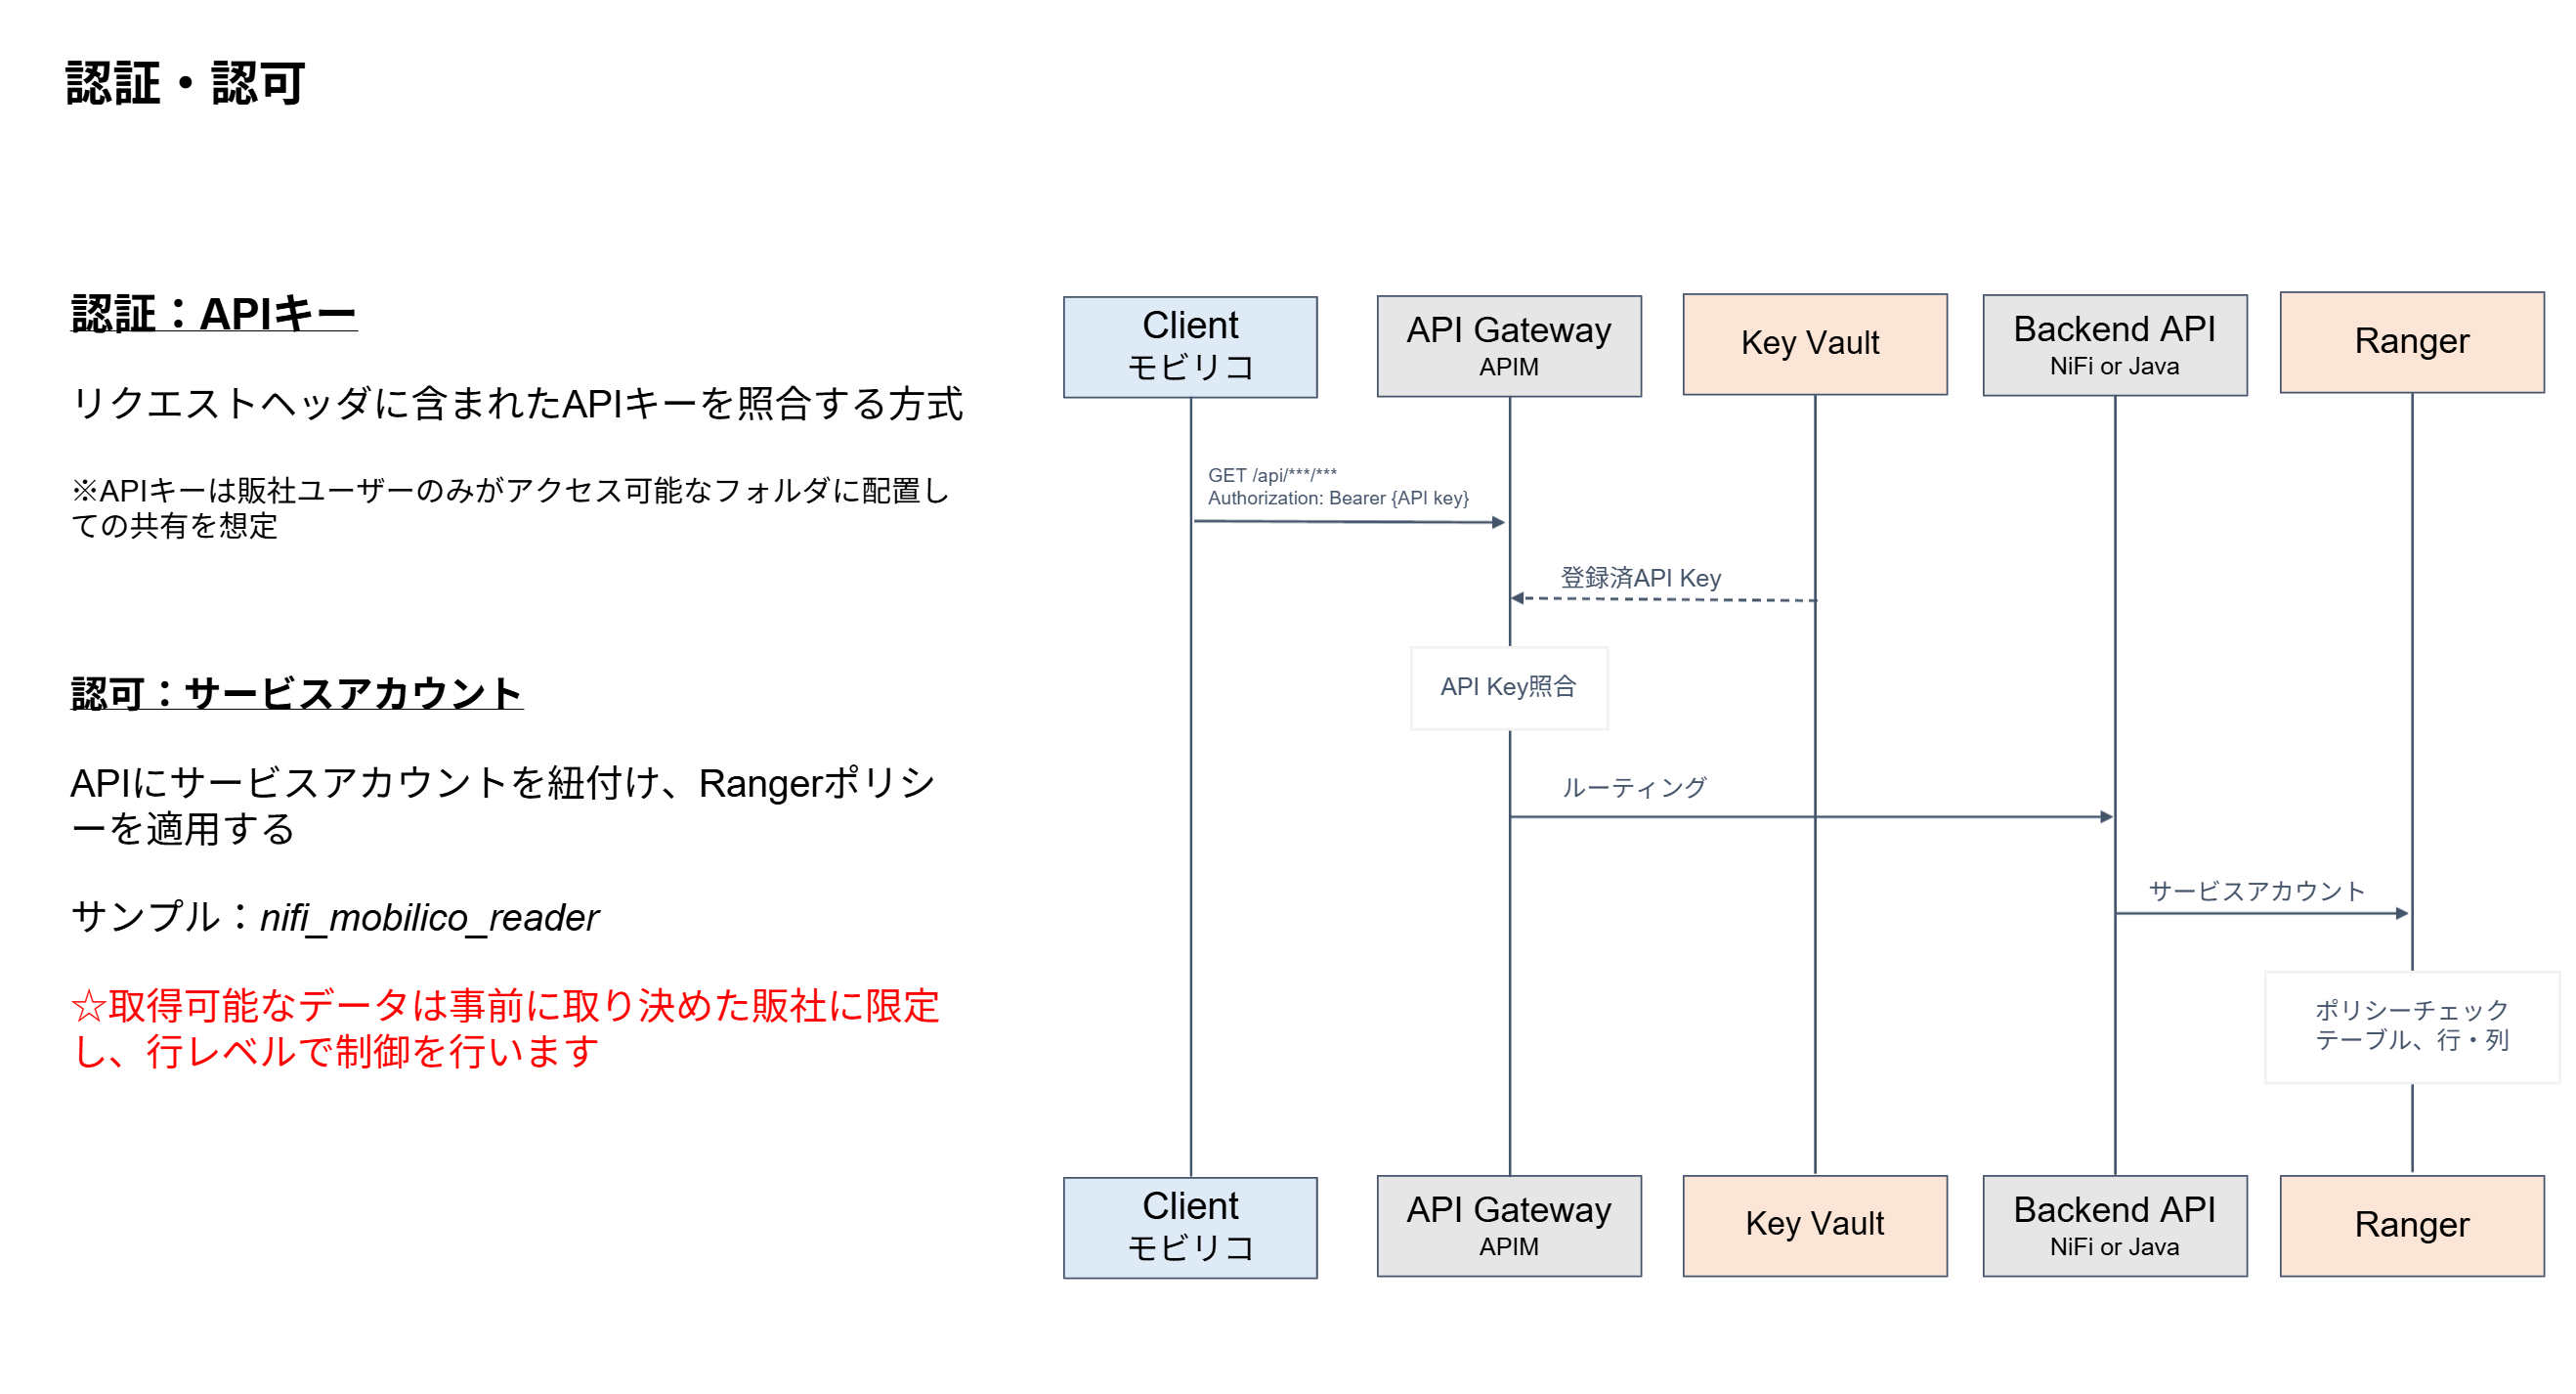 認証・認可
認証：APIキー
リクエストヘッダに含まれたAPIキーを照合する方式
※APIキーは販社ユーザーのみがアクセス可能なフォルダに配置し
ての共有を想定
認可：サービスアカウント
APIにサービスアカウントを紐付け、Rangerポリシ
ーを適用する
サンプル：nifi_mobilico_reader
☆取得可能なデータは事前に取り決めた販社に限定
し、行レベルで制御を行います
Client
モビリコ
API Gateway
APIM
Key Vault
Backend API
NiFi or Java
Ranger
GET /api/***/***
Authorization: Bearer {API key}
登録済API Key
API Key照合
ルーティング
サービスアカウント
ポリシーチェック
テーブル、行・列
Client
モビリコ
API Gateway
APIM
Key Vault
Backend API
NiFi or Java
Ranger